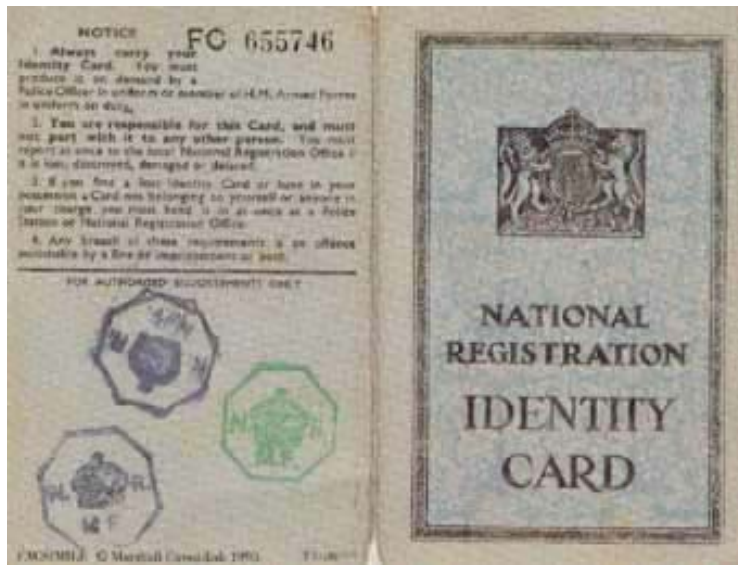 NOTICE
FC 655746
1. Always carry your
Identity Card. You must
produce it on demand by a
Police Officer in uniform or member of H.M. Armed Forces
in uniform on duty.
2. You are responsible for this Card, and must
not part with it to any other person. You must
report at once to the local National Registration Office if
it is lost, destroyed, damaged or defaced.
3. If you find a lost Identity Card or have in your
possession a Card not belonging to yourself or anyone in
your charge you must hand it in at once at a Police
Station or National Registration Office.
4. Any breach of these requirements is an offence
punishable by a fine or imprisonment or both.
FOR AUTHORISED ENDORSEMENTS ONLY
N. R.
N. R.
M.F.
FACSIMILE © Marshall Cavendish
NATIONAL
REGISTRATION
IDENTITY
CARD